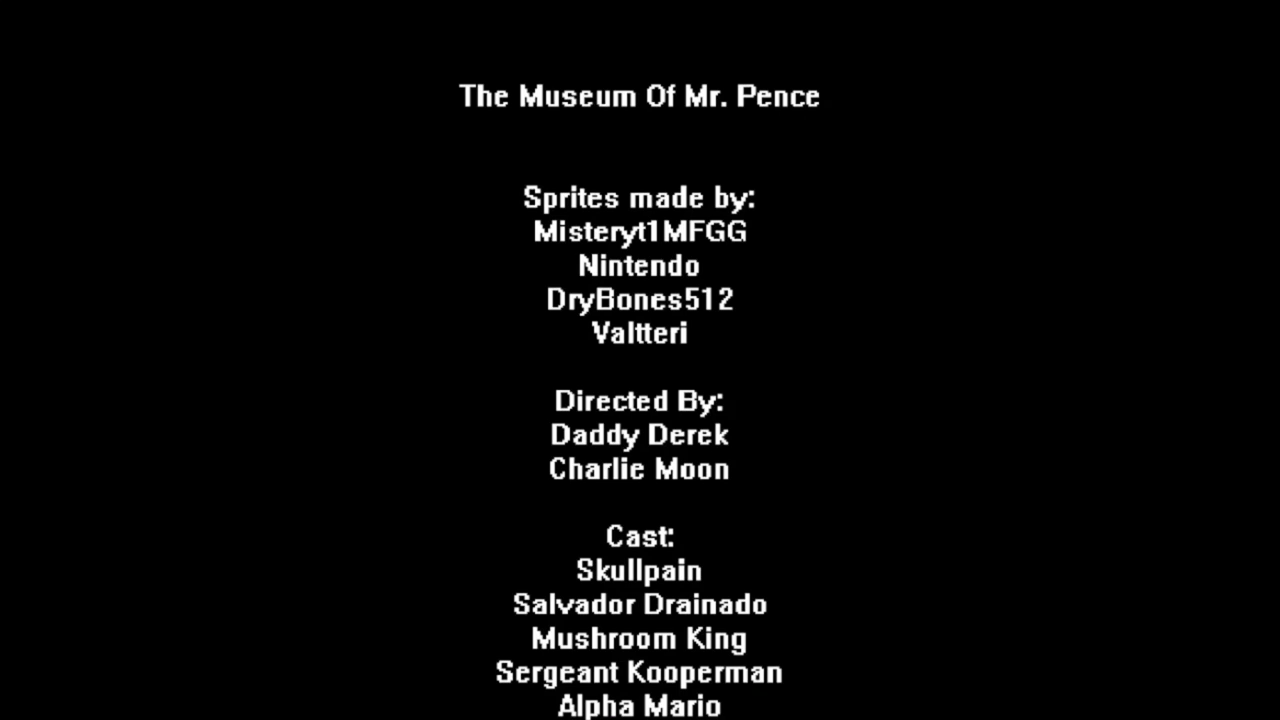 The Museum Of Mr. Pence
Sprites made by:
Misteryt1MFGG
Nintendo
DryBones512
Valtteri
Directed By:
Daddy Derek
Charlie Moon
Cast:
Skullpain
Salvador Drainado
Mushroom King
Sergeant Kooperman
Alpha Mario